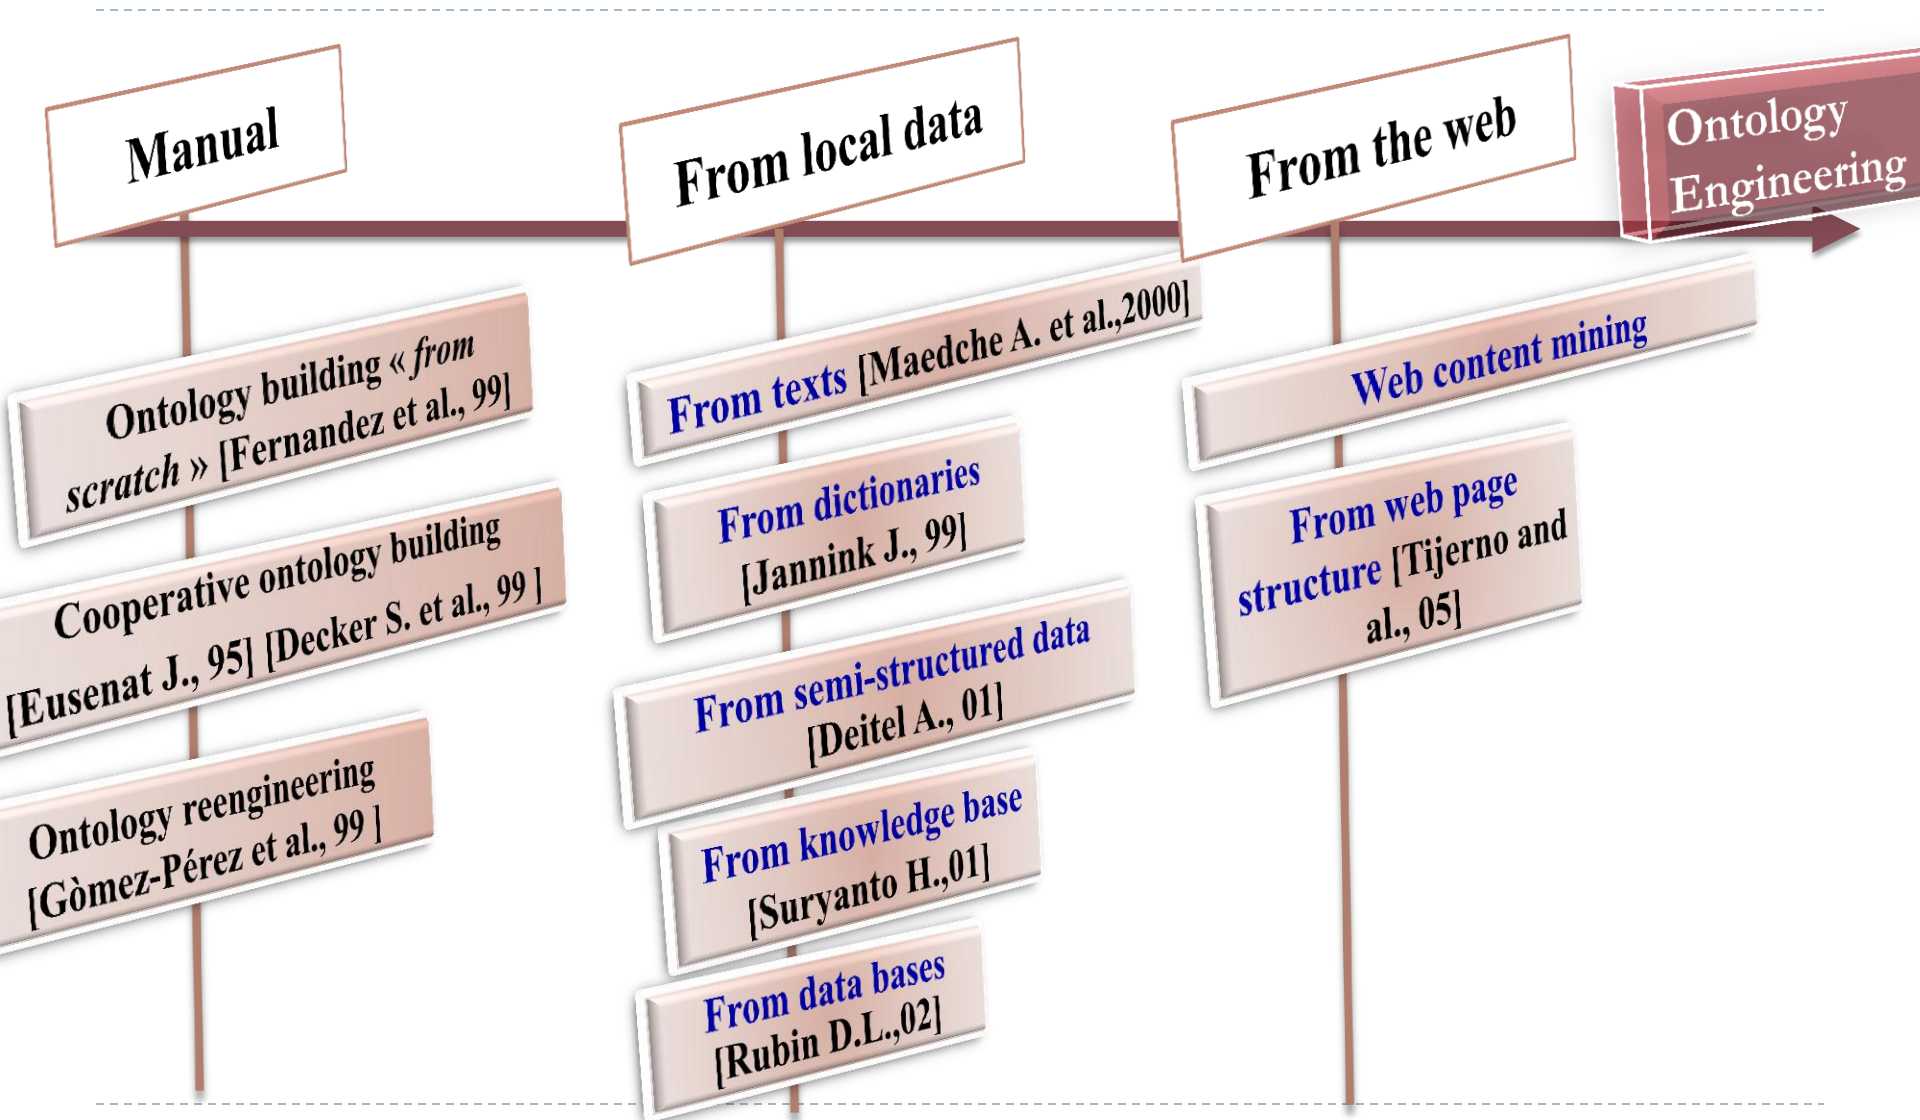 Manual
From local data
From the web
Ontology
Engineering
Ontology building « from
scratch » [Fernandez et al., 99]
Cooperative ontology building
[Eusenat J., 95] [Decker S. et al., 99 ]
Ontology reengineering
[Gòmez-Pérez et al., 99 ]
From texts [Maedche A. et al.,2000]
From dictionaries
[Jannink J., 99]
From semi-structured data
[Deitel A., 01]
From knowledge base
[Suryanto H.,01]
From data bases
[Rubin D.L.,02]
Web content mining
From web page
structure [Tijerno and
al., 05]